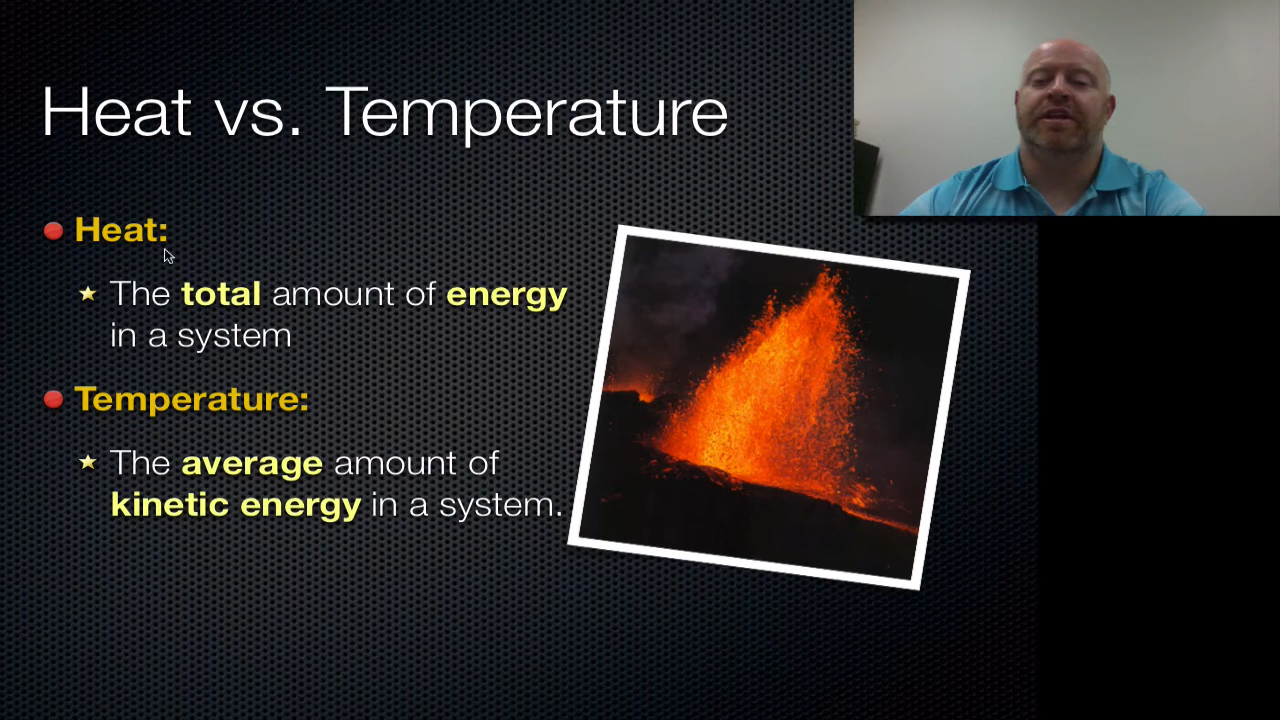 Heat vs. Temperature
Heat:
The total amount of energy
in a system
Temperature:
The average amount of
kinetic energy in a system.